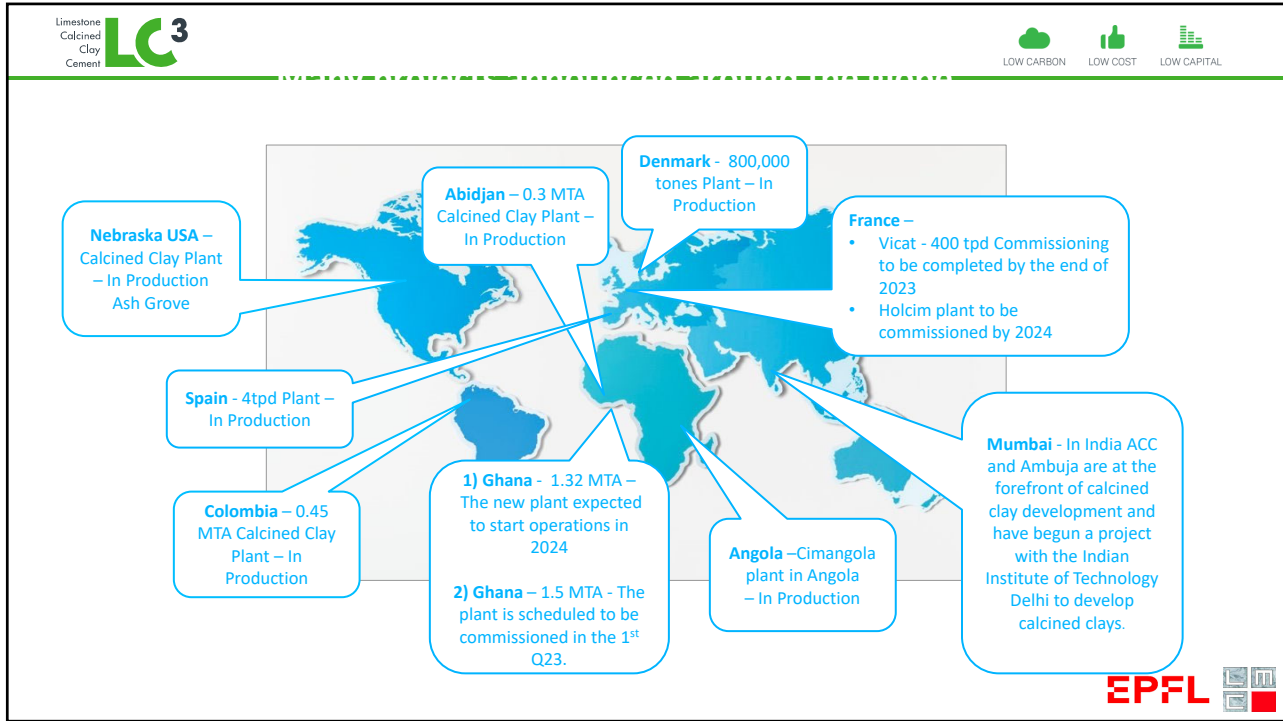 Limestone
Calcined
Clay
Cement
LC3
LOW CARBON
LOW COST
LOW CAPITAL
Many projects announced around the globe
Nebraska USA –
Calcined Clay Plant
– In Production
Ash Grove
Abidjan – 0.3 MTA
Calcined Clay Plant –
In Production
Denmark - 800,000
tones Plant – In
Production
France –
• Vicat - 400 tpd Commissioning
to be completed by the end of
2023
• Holcim plant to be
commissioned by 2024
Spain - 4tpd Plant –
In Production
Colombia – 0.45
MTA Calcined Clay
Plant – In
Production
1) Ghana - 1.32 MTA –
The new plant expected
to start operations in
2024
2) Ghana – 1.5 MTA - The
plant is scheduled to be
commissioned in the 1st
Q23.
Angola –Cimangola
plant in Angola
– In Production
Mumbai - In India ACC
and Ambuja are at the
forefront of calcined
clay development and
have begun a project
with the Indian
Institute of Technology
Delhi to develop
calcined clays.
EPFL
LMC